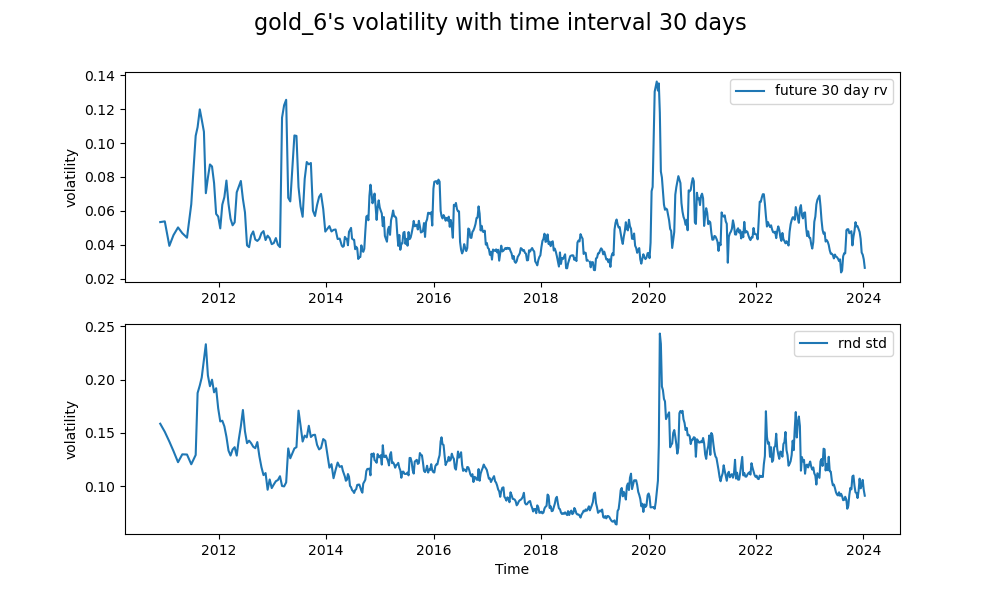 gold_6's volatility with time interval 30 days
future 30 day rv
volatility
0.14
0.12
0.10
0.08
0.06
0.04
0.02
2012 2014 2016 2018 2020 2022 2024
rnd std
volatility
0.25
0.20
0.15
0.10
2012 2014 2016 2018 2020 2022 2024
Time